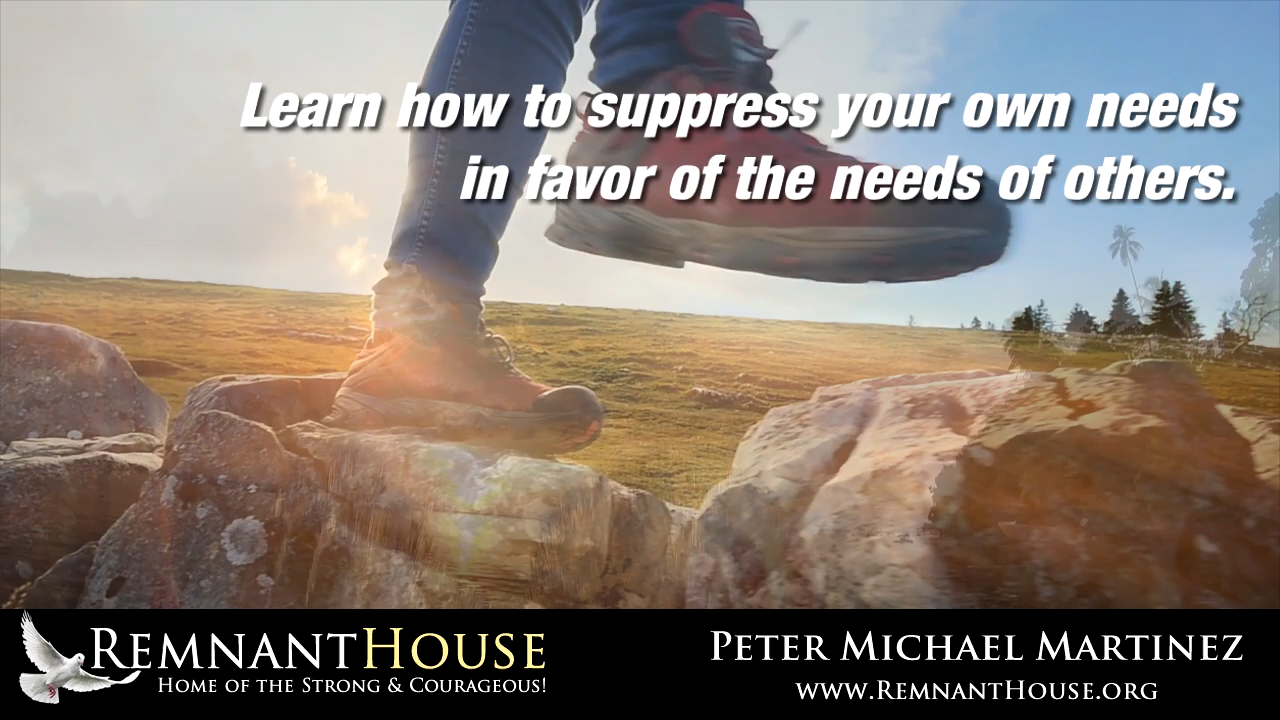 Learn how to suppress your own needs
in favor of the needs of others.
REMNANTHOUSE
HOME OF THE STRONG & COURAGEOUS!
PETER MICHAEL MARTINEZ
WWW.REMNANTHOUSE.ORG